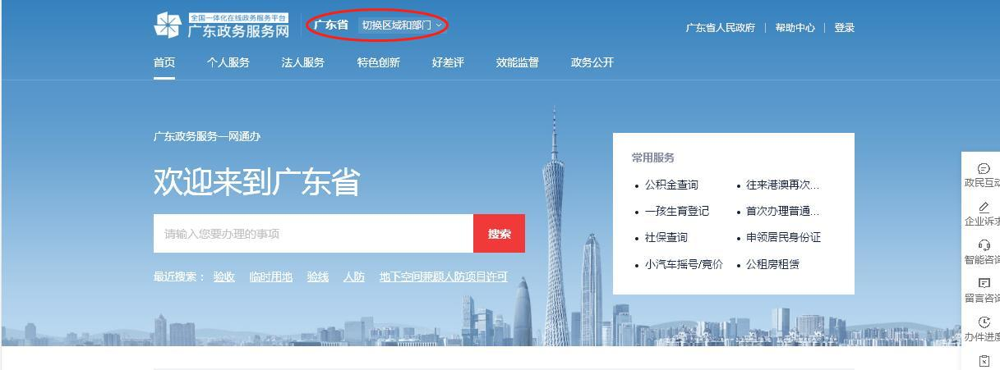 全国一体化在线政务服务平台
广东政务服务网
广东省 切换区域和部门
广东省人民政府 帮助中心 登录
首页 个人服务 法人服务 特色创新 好差评 效能监督 政务公开
广东政务服务一网通办
欢迎来到广东省
请输入您要办理的事项 搜索
最近搜索： 验收 临时用地 验线 人防 地下空间兼顾人防项目许可
常用服务
公积金查询 往来港澳再次...
一孩生育登记 首次办理普通...
社保查询 申领居民身份证
小汽车摇号/竞价 公租房租赁
政民互动
企业诉求
智能咨询
留言咨询
办件进度